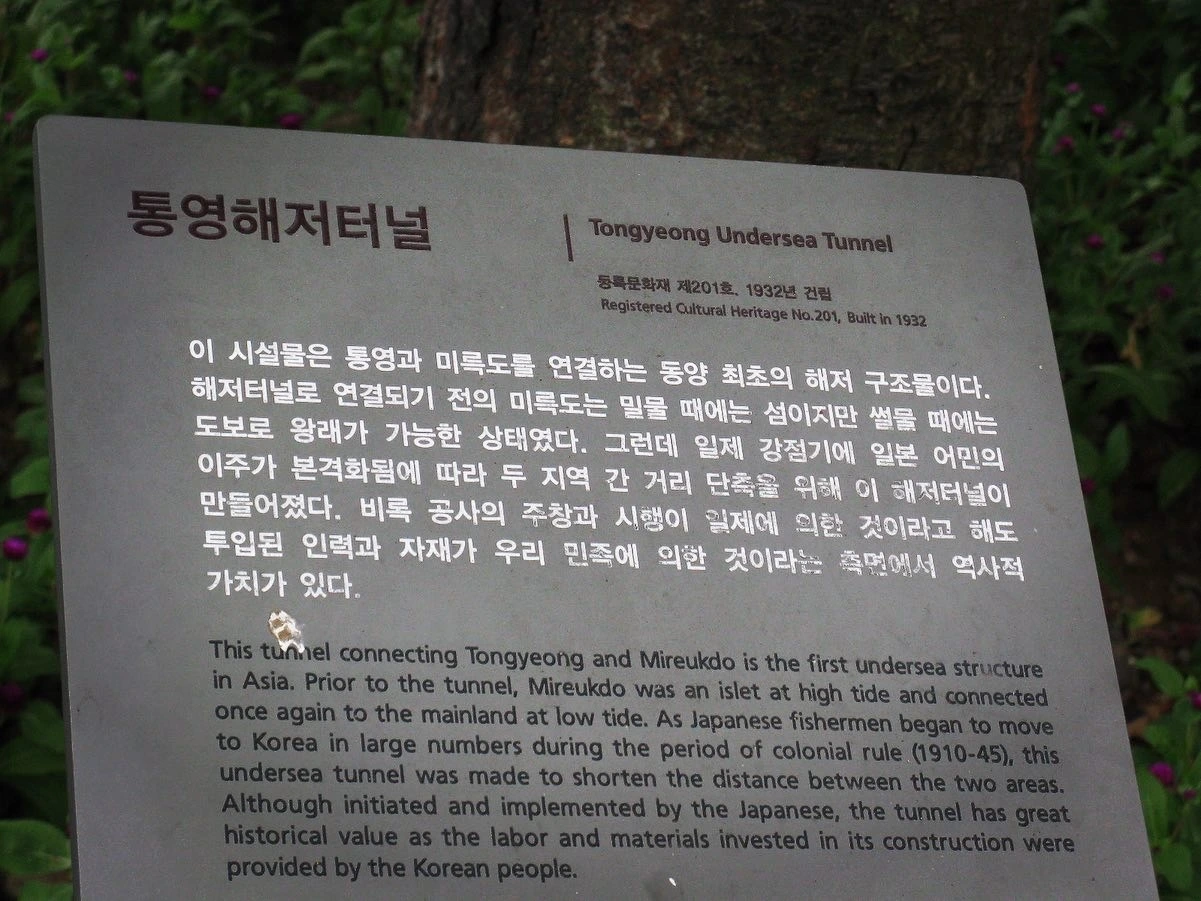 통영해저터널
Tongyeong Undersea Tunnel
등록문화재 제201호. 1932년 건립
Registered Cultural Heritage No.201, Built in 1932
이 시설물은 통영과 미륵도를 연결하는 동양 최초의 해저 구조물이다.
해저터널로 연결되기 전의 미륵도는 밀물 때에는 섬이지만 썰물 때에는
도보로 왕래가 가능한 상태였다. 그런데 일제 강점기에 일본 어민의
이주가 본격화됨에 따라 두 지역 간 거리 단축을 위해 이 해저터널이
만들어졌다. 비록 공사의 주창과 시행이 일제에 의한 것이라고 해도
투입된 인력과 자재가 우리 민족에 의한 것이라는 측면에서 역사적
가치가 있다.
This tunnel connecting Tongyeong and Mireukdo is the first undersea structure
in Asia. Prior to the tunnel, Mireukdo was an islet at high tide and connected
once again to the mainland at low tide. As Japanese fishermen began to move
to Korea in large numbers during the period of colonial rule (1910-45), this
undersea tunnel was made to shorten the distance between the two areas.
Although initiated and implemented by the Japanese, the tunnel has great
historical value as the labor and materials invested in its construction were
provided by the Korean people.